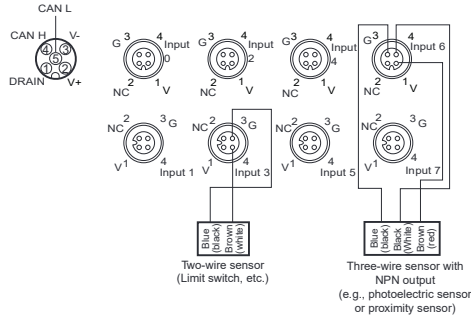 CAN L
CAN H
V-
4
3
5
1
2
DRAIN
V+
G
3
4
Input
0
2
1
NC
V
G
3
4
Input
2
2
1
NC
V
G
3
4
Input
4
2
1
NC
V
G
3
4
Input 6
2
1
NC
V
NC
2
3
G
V
1
4
Input 1
NC
2
3
G
V
1
4
Input 3
NC
2
3
G
V
1
4
Input 5
NC
2
3
G
V
1
4
Input 7
Blue
(black)
Brown
(white)
Blue
(black)
Black
(White)
Brown
(red)
Two-wire sensor
(Limit switch, etc.)
Three-wire sensor with
NPN output
(e.g., photoelectric sensor
or proximity sensor)